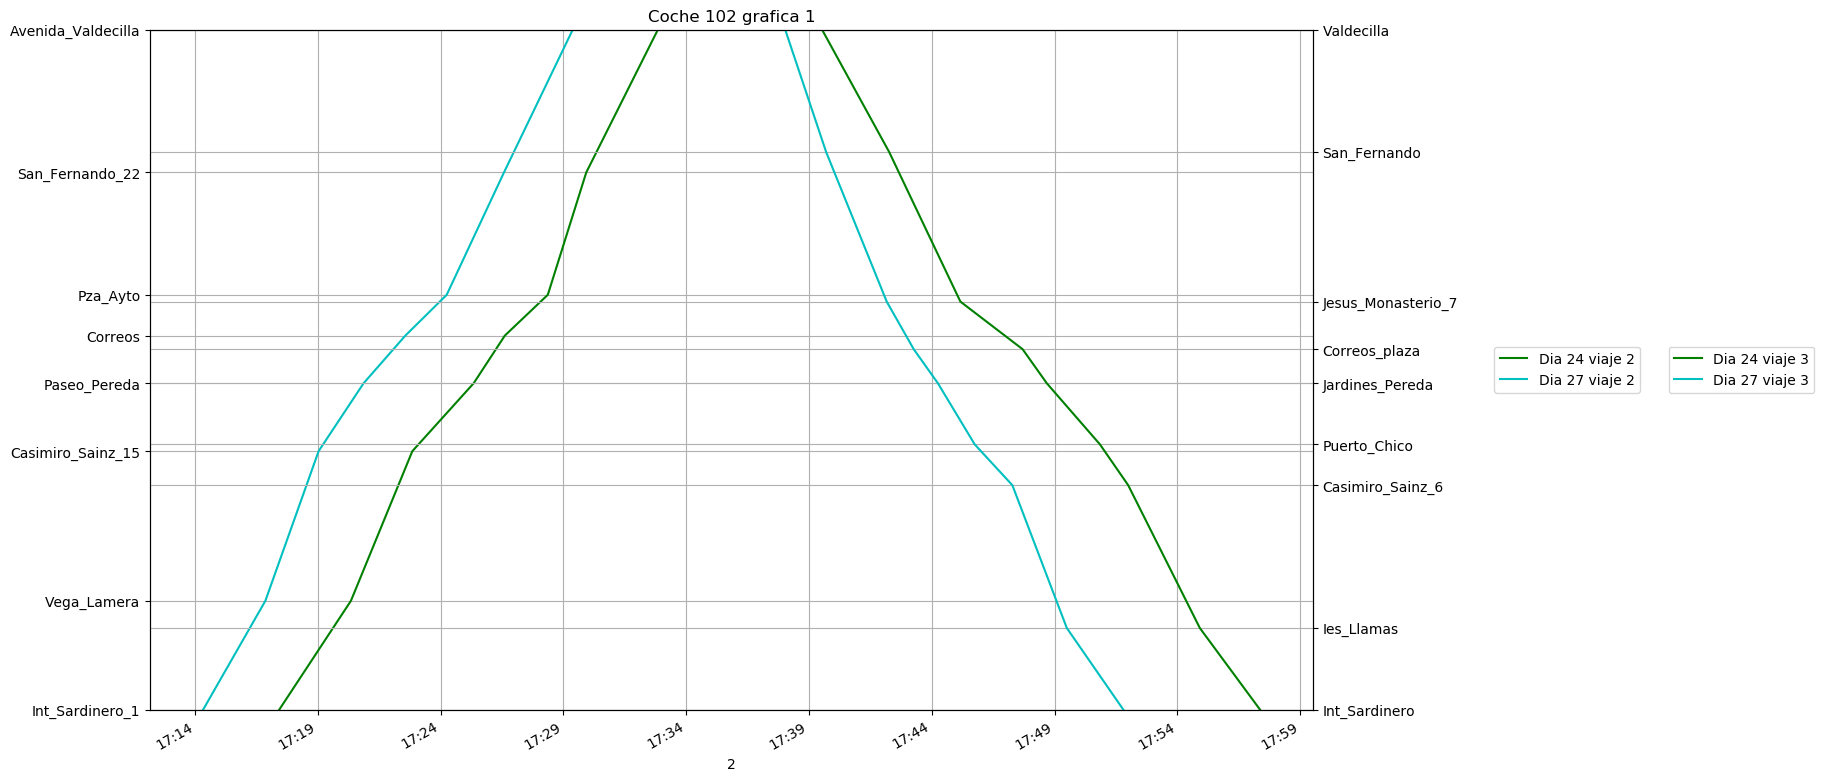 Coche 102 grafica 1
Avenida_Valdecilla
San_Fernando_22
Pza_Ayto
Correos
Paseo_Pereda
Casimiro_Sainz_15
Vega_Lamera
Int_Sardinero_1
Valdecilla
San_Fernando
Jesus_Monasterio_7
Correos_plaza
Jardines_Pereda
Puerto_Chico
Casimiro_Sainz_6
Ies_Llamas
Int_Sardinero
Dia 24 viaje 2
Dia 27 viaje 2
Dia 24 viaje 3
Dia 27 viaje 3
17:14 17:19 17:24 17:29 17:34 17:39 17:44 17:49 17:54 17:59
2